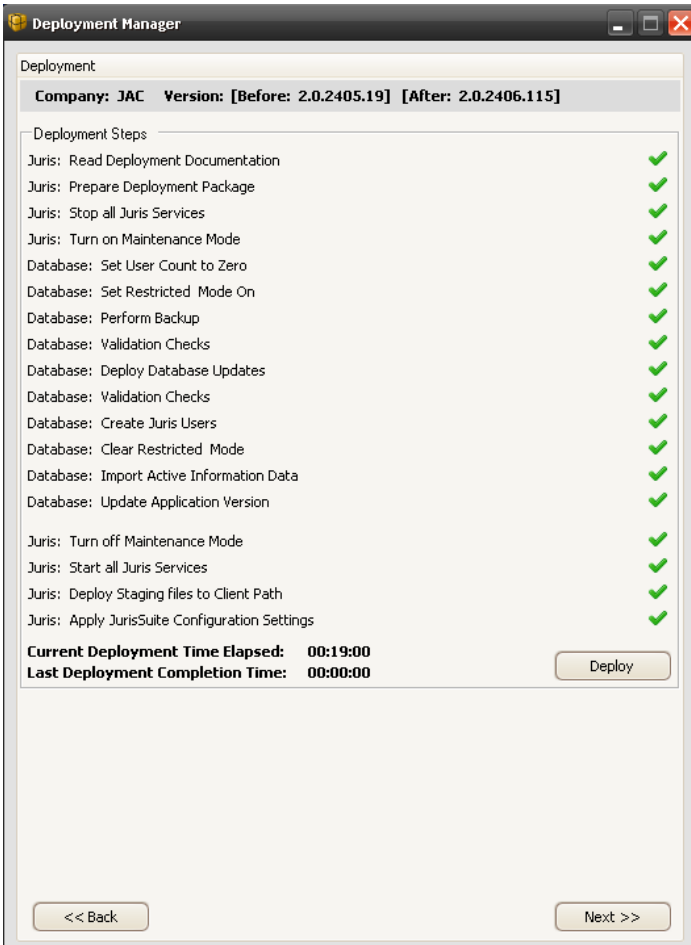 Deployment Manager
Deployment
Company: JAC Version: [Before: 2.0.2405.19] [After: 2.0.2406.115]
Deployment Steps
Juris: Read Deployment Documentation
Juris: Prepare Deployment Package
Juris: Stop all Juris Services
Juris: Turn on Maintenance Mode
Database: Set User Count to Zero
Database: Set Restricted Mode On
Database: Perform Backup
Database: Validation Checks
Database: Deploy Database Updates
Database: Validation Checks
Database: Create Juris Users
Database: Clear Restricted Mode
Database: Import Active Information Data
Database: Update Application Version
Juris: Turn off Maintenance Mode
Juris: Start all Juris Services
Juris: Deploy Staging files to Client Path
Juris: Apply JurisSuite Configuration Settings
Current Deployment Time Elapsed: 00:19:00
Last Deployment Completion Time: 00:00:00
Deploy
<< Back
Next >>